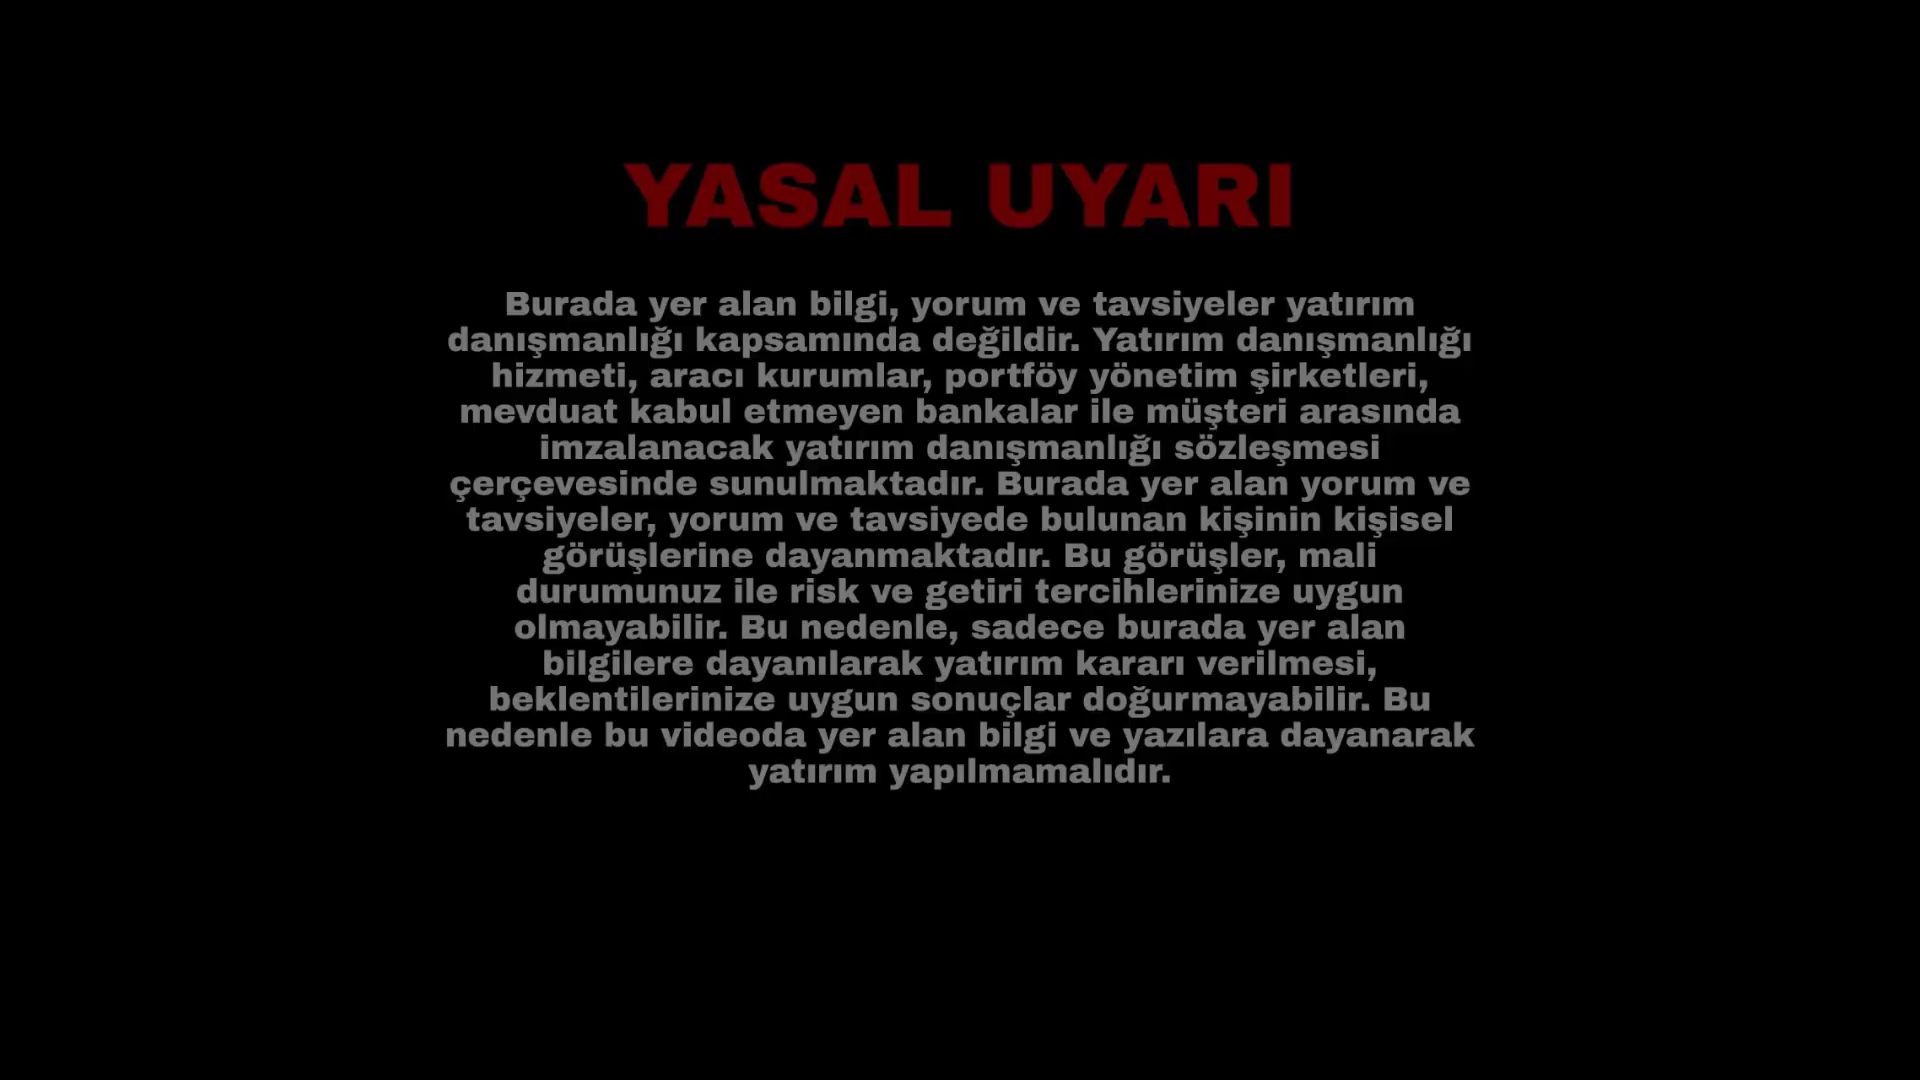 YASAL UYARI
Burada yer alan bilgi, yorum ve tavsiyeler yatırım
danışmanlığı kapsamında değildir. Yatırım danışmanlığı
hizmeti, aracı kurumlar, portföy yönetim şirketleri,
mevduat kabul etmeyen bankalar ile müşteri arasında
imzalanacak yatırım danışmanlığı sözleşmesi
çerçevesinde sunulmaktadır. Burada yer alan yorum ve
tavsiyeler, yorum ve tavsiyede bulunan kişinin kişisel
görüşlerine dayanmaktadır. Bu görüşler, mali
durumunuz ile risk ve getiri tercihlerinize uygun
olmayabilir. Bu nedenle, sadece burada yer alan
bilgilere dayanılarak yatırım kararı verilmesi,
beklentilerinize uygun sonuçlar doğurmayabilir. Bu
nedenle bu videoda yer alan bilgi ve yazılara dayanarak
yatırım yapılmamalıdır.